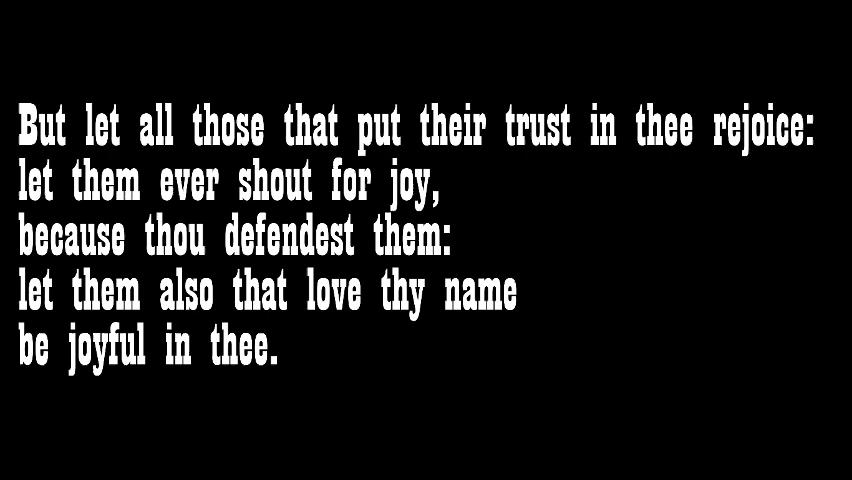 But let all those that put their trust in thee rejoice:
let them ever shout for joy,
because thou defendest them:
let them also that love thy name
be joyful in thee.